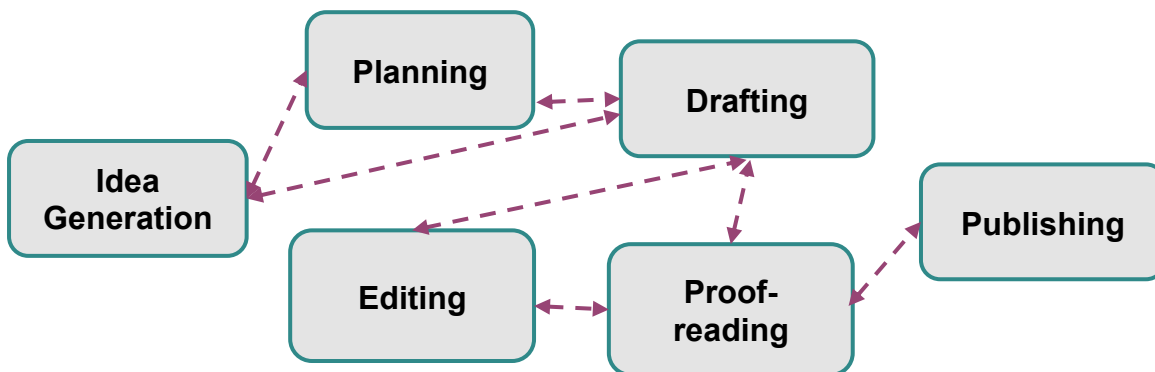 Planning
Drafting
Idea
Generation
Publishing
Editing
Proof-
reading